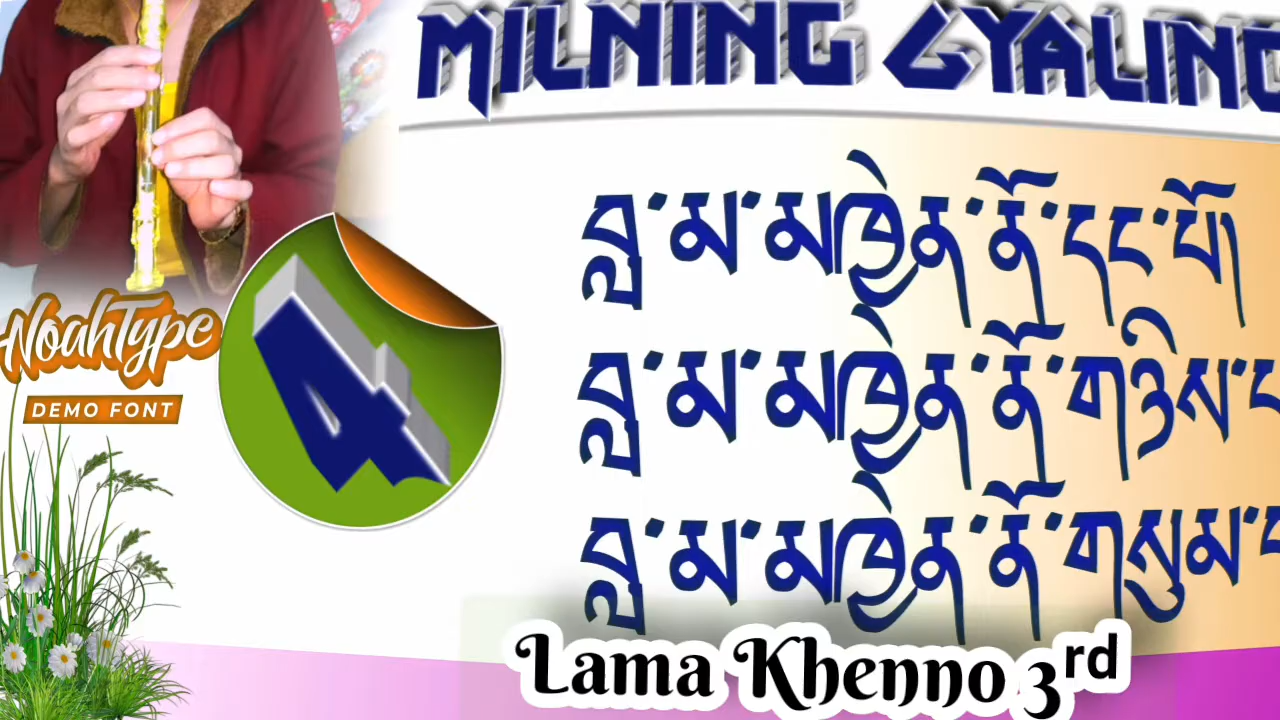 MILNING GYALING
བླ་མ་མཁྱེན་ནོ་དང་པོ
བླ་མ་མཁྱེན་ནོ་གཉིས་
བླ་མ་མཁྱེན་ནོ་གསུམ་
NoahType
DEMO FONT
4
Lama Khenno 3rd